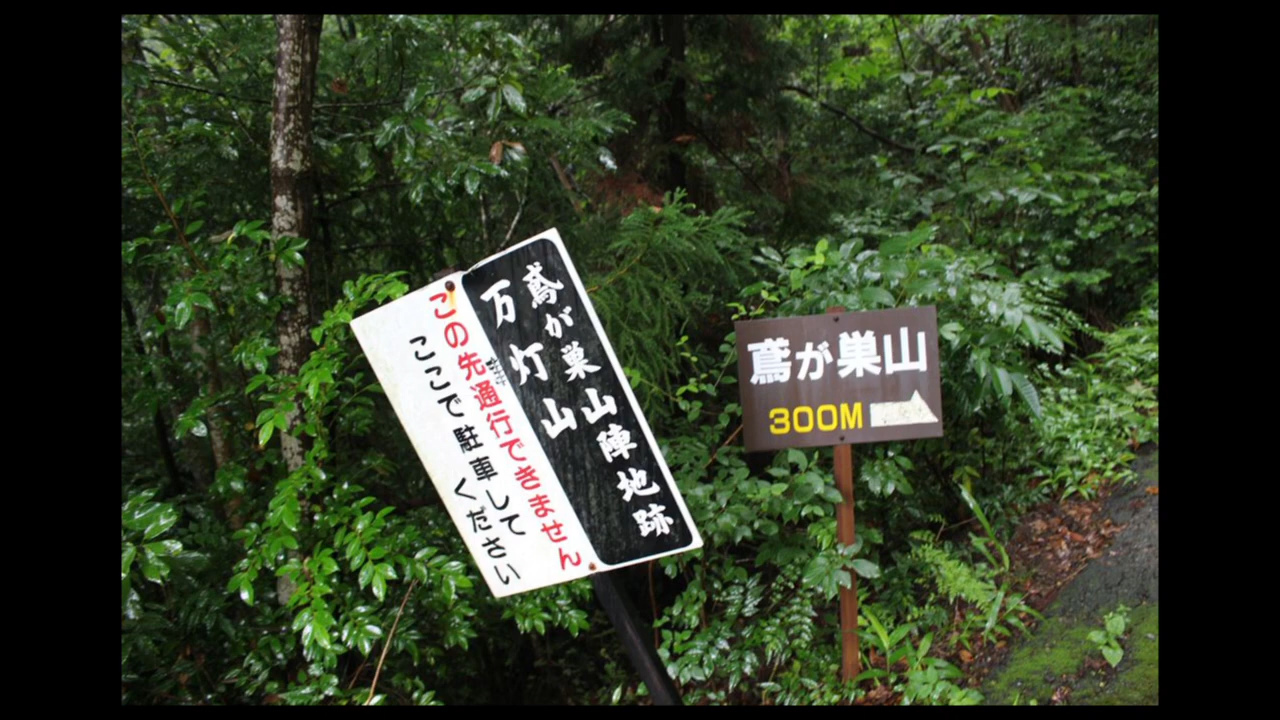 鳶が巣山陣地跡
万灯山
この先通行できません
ここで駐車して
ください
鳶が巣山
300M